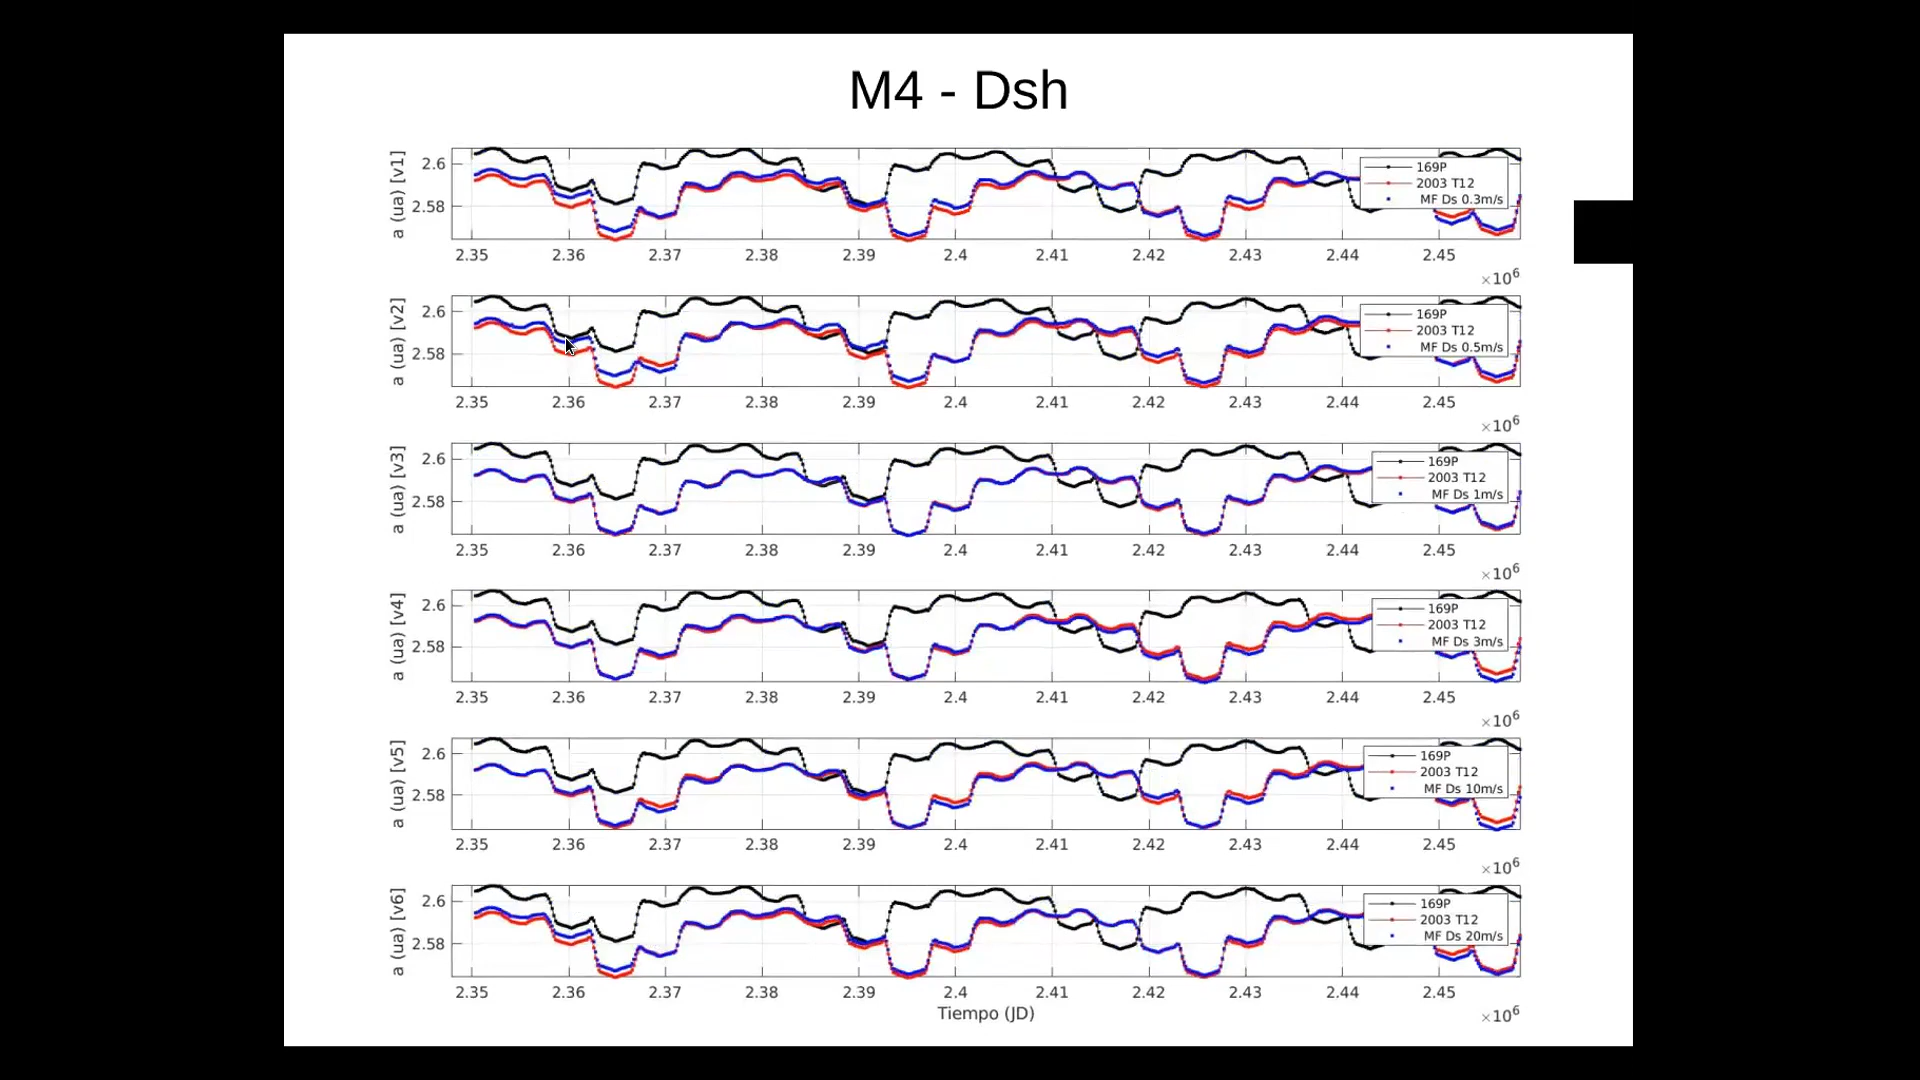 M4 - Dsh
a (ua) [v1]
2.6
2.58
169P
2003 T12
MF Ds 0.3m/s
2.35 2.36 2.37 2.38 2.39 2.4 2.41 2.42 2.43 2.44 2.45
×10^6
a (ua) [v2]
2.6
2.58
169P
2003 T12
MF Ds 0.5m/s
2.35 2.36 2.37 2.38 2.39 2.4 2.41 2.42 2.43 2.44 2.45
×10^6
a (ua) [v3]
2.6
2.58
169P
2003 T12
MF Ds 1m/s
2.35 2.36 2.37 2.38 2.39 2.4 2.41 2.42 2.43 2.44 2.45
×10^6
a (ua) [v4]
2.6
2.58
169P
2003 T12
MF Ds 3m/s
2.35 2.36 2.37 2.38 2.39 2.4 2.41 2.42 2.43 2.44 2.45
×10^6
a (ua) [v5]
2.6
2.58
169P
2003 T12
MF Ds 10m/s
2.35 2.36 2.37 2.38 2.39 2.4 2.41 2.42 2.43 2.44 2.45
×10^6
a (ua) [v6]
2.6
2.58
169P
2003 T12
MF Ds 20m/s
2.35 2.36 2.37 2.38 2.39 2.4 2.41 2.42 2.43 2.44 2.45
Tiempo (JD)
×10^6